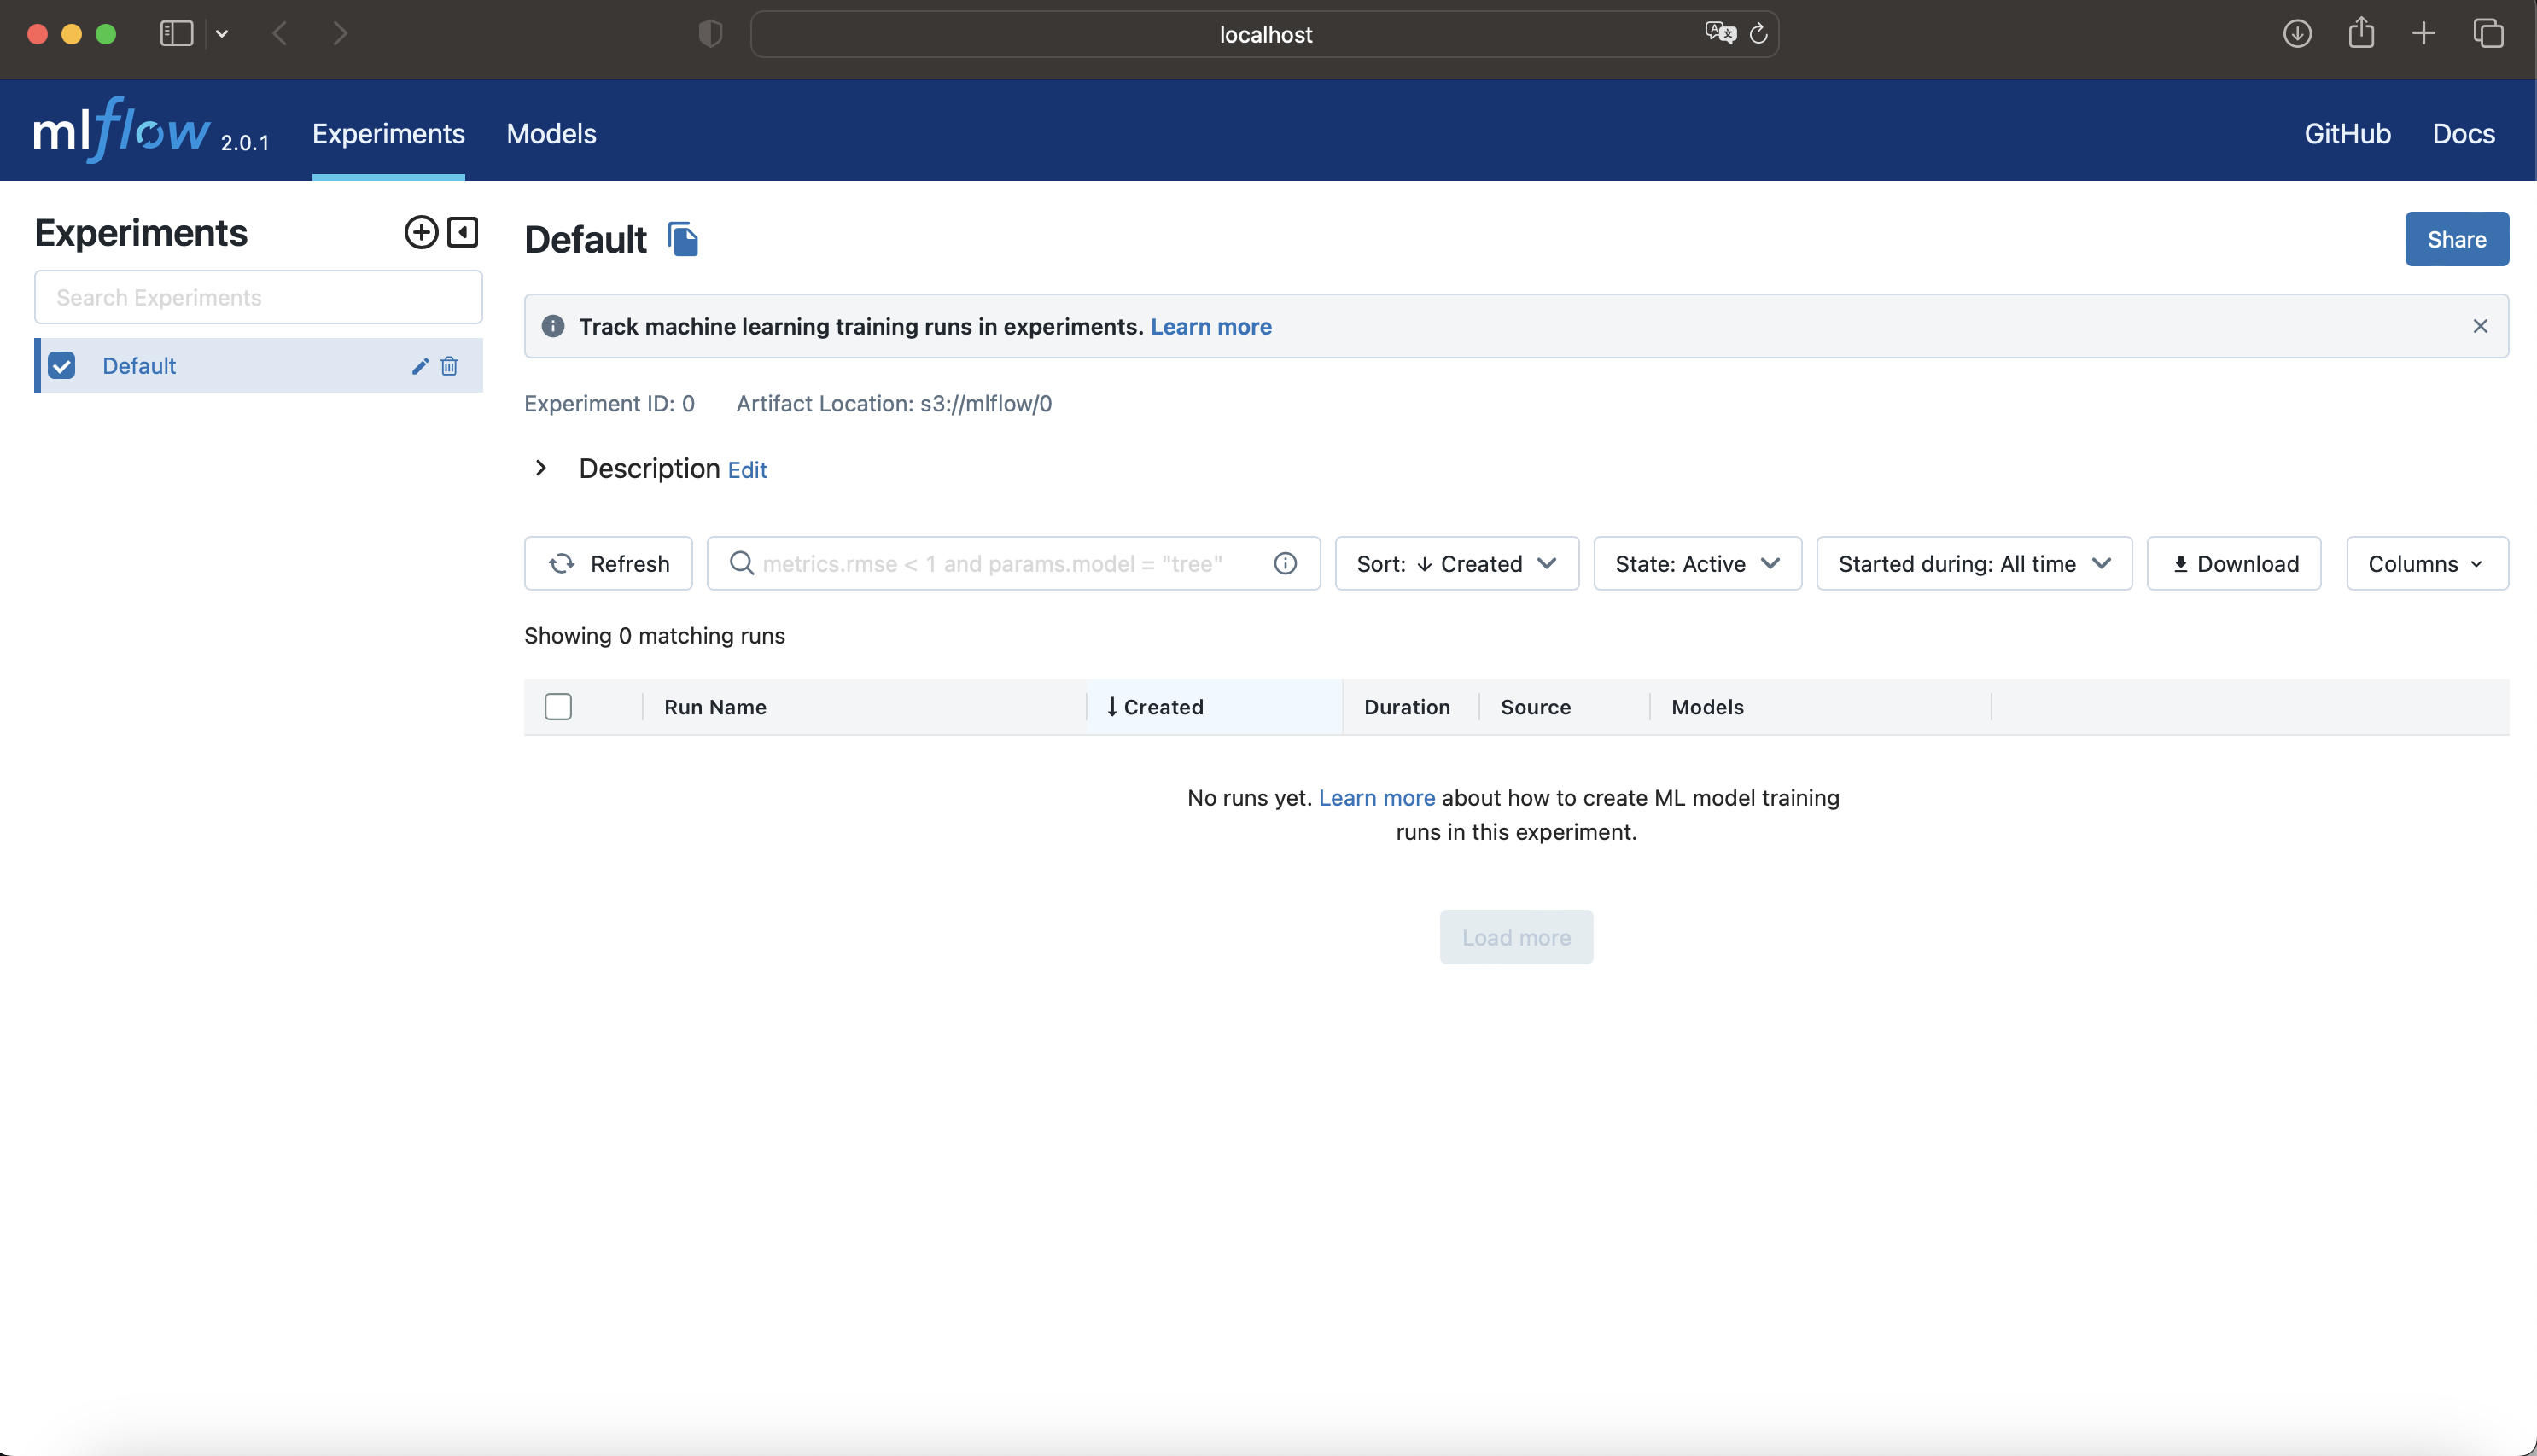 localhost
mlflow 2.0.1 Experiments Models GitHub Docs
Experiments
Search Experiments
Default
Default
Share
Track machine learning training runs in experiments. Learn more
Experiment ID: 0 Artifact Location: s3://mlflow/0
Description Edit
Refresh metrics.rmse < 1 and params.model = "tree" Sort: ↓ Created State: Active Started during: All time Download Columns
Showing 0 matching runs
Run Name ↓ Created Duration Source Models
No runs yet. Learn more about how to create ML model training
runs in this experiment.
Load more